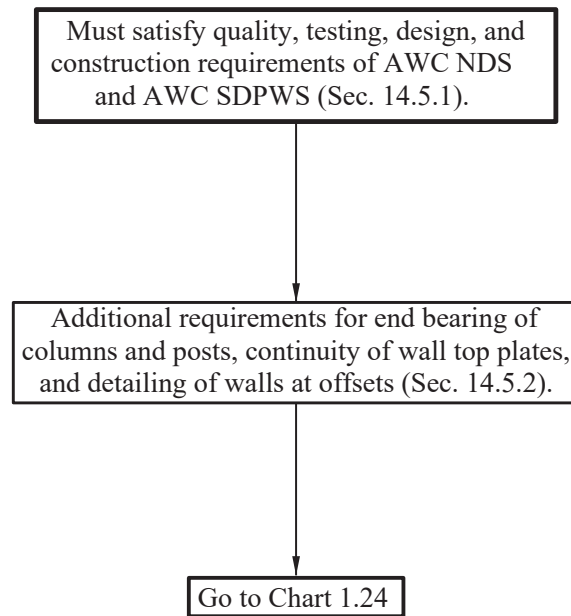 Must satisfy quality, testing, design, and
construction requirements of AWC NDS
and AWC SDPWS (Sec. 14.5.1).
Additional requirements for end bearing of
columns and posts, continuity of wall top plates,
and detailing of walls at offsets (Sec. 14.5.2).
Go to Chart 1.24